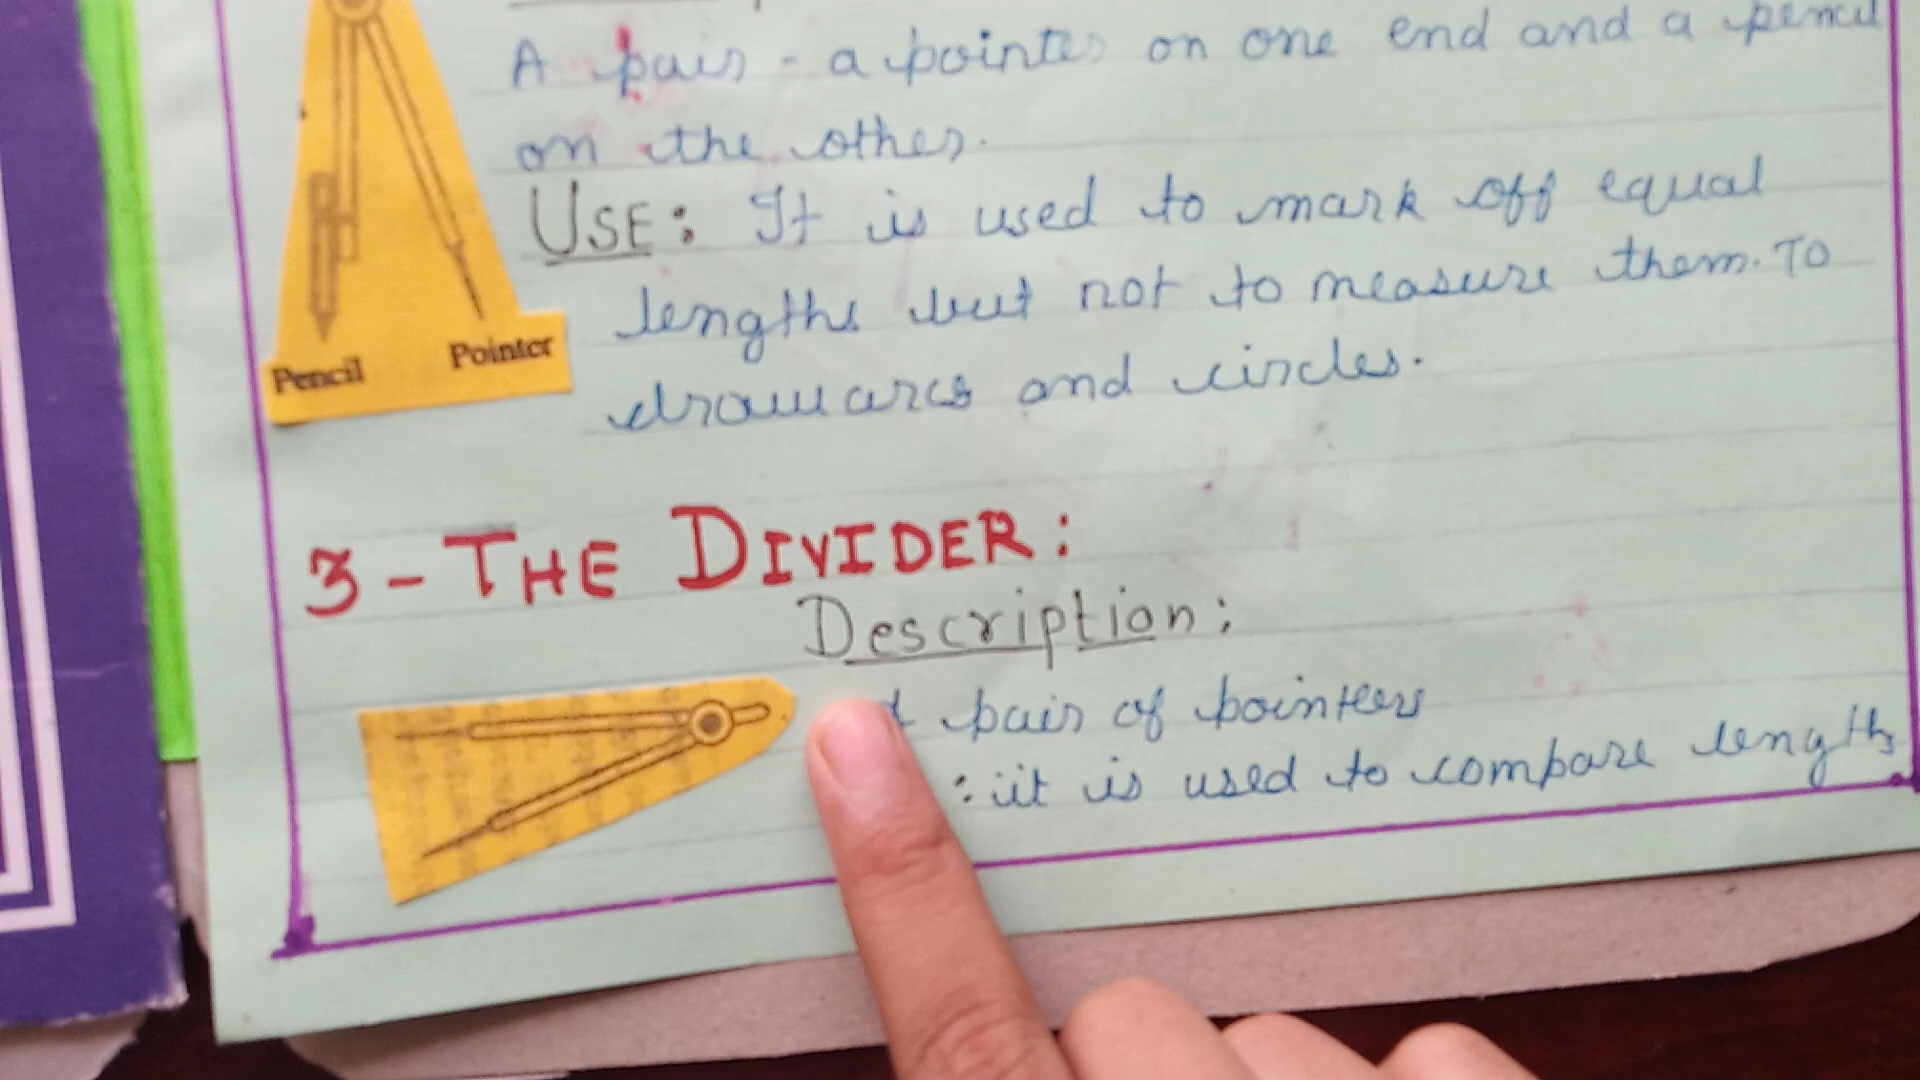 A pair - a pointer on one end and a pencil
on the other.
USE: It is used to mark off equal
lengths but not to measure them. To
draw arcs and circles.
Pencil
Pointer
3- THE DIVIDER:
Description:
A pair of pointers
: it is used to compare lengths